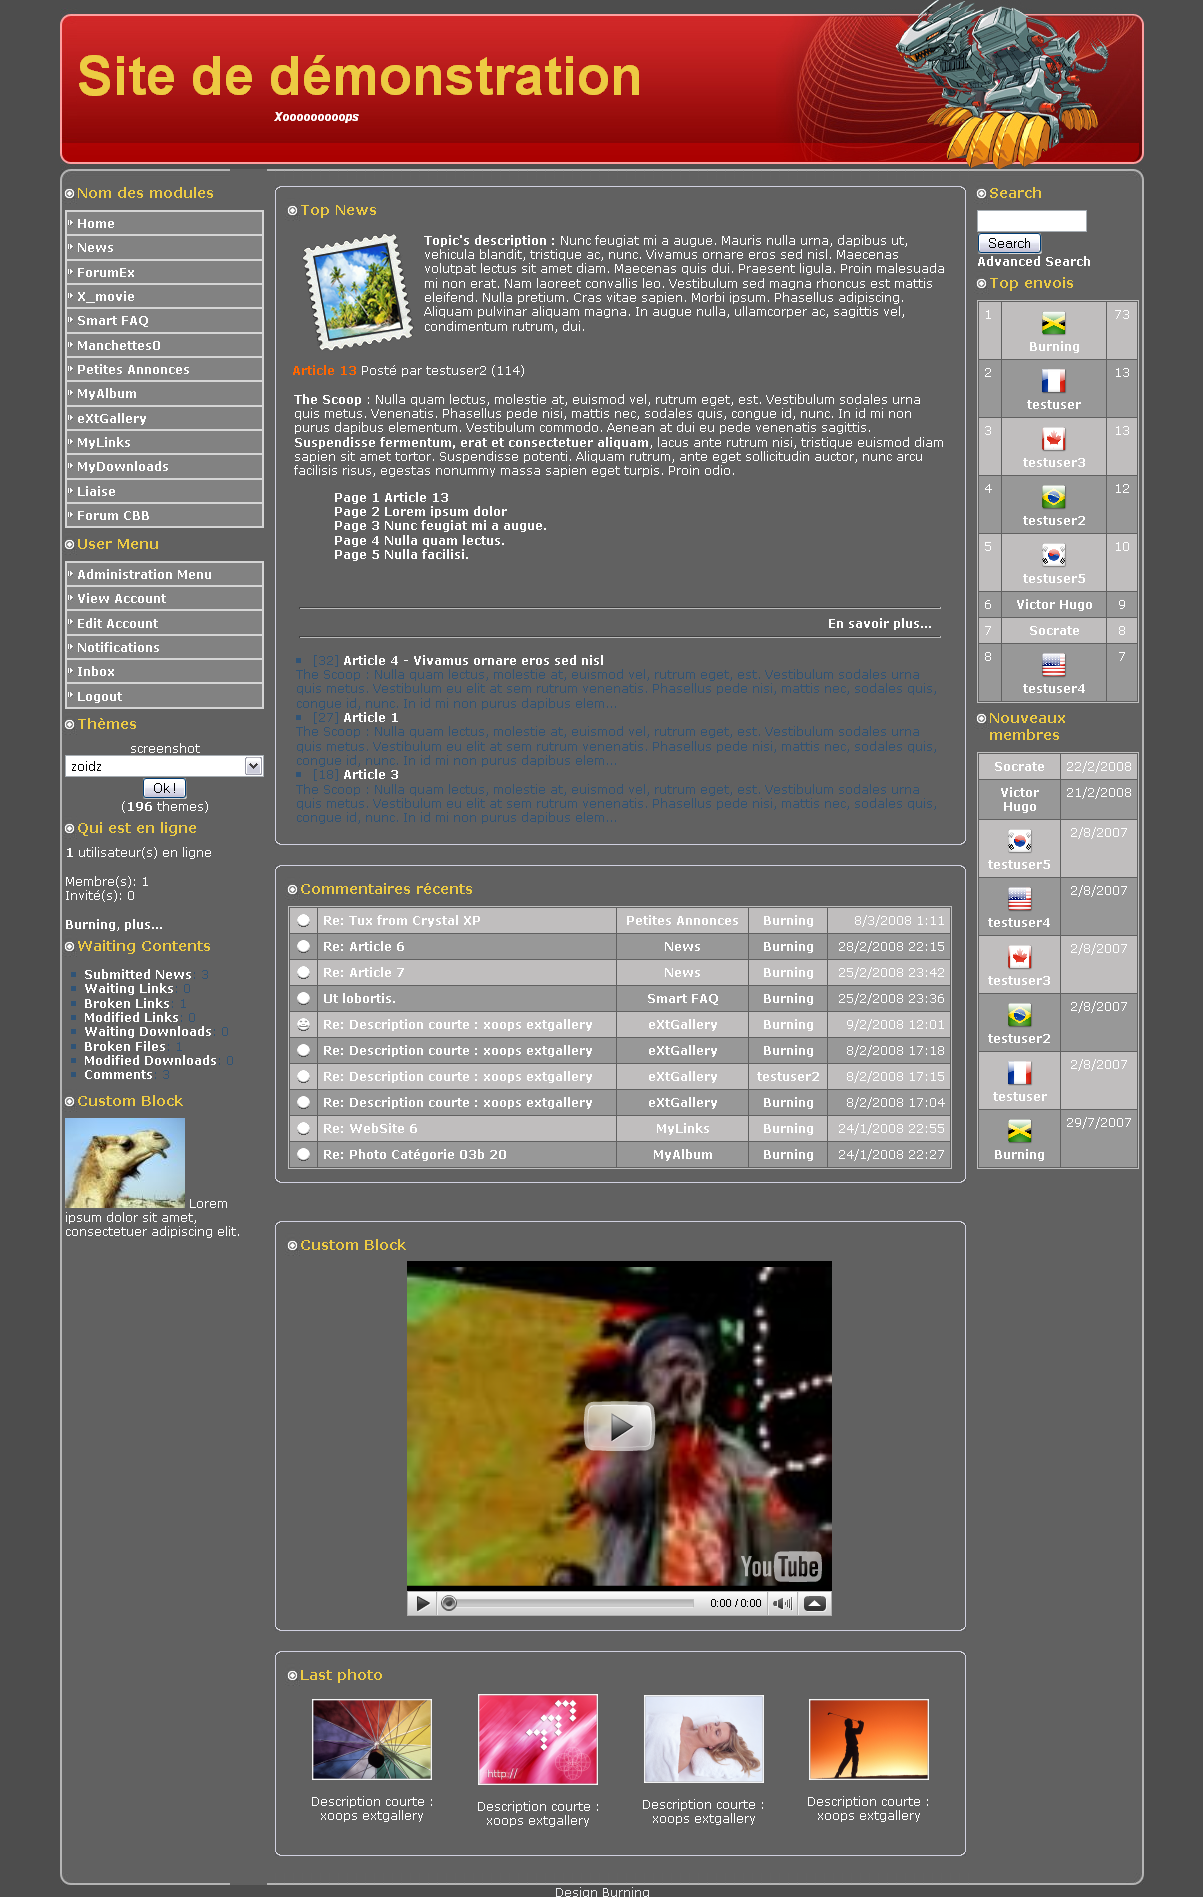 Site de démonstration
Xoooooooops
Nom des modules
Home
News
ForumEx
X_movie
Smart FAQ
Manchettes0
Petites Annonces
MyAlbum
eXtGallery
MyLinks
MyDownloads
Liaise
Forum CBB
User Menu
Administration Menu
View Account
Edit Account
Notifications
Inbox
Logout
Thèmes
screenshot
zoidz
Ok !
(196 themes)
Qui est en ligne
1 utilisateur(s) en ligne
Membre(s): 1
Invité(s): 0
Burning, plus...
Waiting Contents
Submitted News: 3
Waiting Links: 0
Broken Links: 1
Modified Links: 0
Waiting Downloads: 0
Broken Files: 1
Modified Downloads: 0
Comments: 3
Custom Block
Lorem
ipsum dolor sit amet,
consectetuer adipiscing elit.
Top News
Topic's description : Nunc feugiat mi a augue. Mauris nulla urna, dapibus ut,
vehicula blandit, tristique ac, nunc. Vivamus ornare eros sed nisl. Maecenas
volutpat lectus sit amet diam. Maecenas quis dui. Praesent ligula. Proin malesuada
mi non erat. Nam laoreet convallis leo. Vestibulum sed magna rhoncus est mattis
eleifend. Nulla pretium. Cras vitae sapien. Morbi ipsum. Phasellus adipiscing.
Aliquam pulvinar aliquam magna. In augue nulla, ullamcorper ac, sagittis vel,
condimentum rutrum, dui.
Article 13 Posté par testuser2 (114)
The Scoop : Nulla quam lectus, molestie at, euismod vel, rutrum eget, est. Vestibulum sodales urna
quis metus. Venenatis. Phasellus pede nisi, mattis nec, sodales quis, congue id, nunc. In id mi non
purus dapibus elementum. Vestibulum commodo. Aenean at dui eu pede venenatis sagittis.
Suspendisse fermentum, erat et consectetuer aliquam, lacus ante rutrum nisi, tristique euismod diam
sapien sit amet tortor. Suspendisse potenti. Aliquam rutrum, ante eget sollicitudin auctor, nunc arcu
facilisis risus, egestas nonummy massa sapien eget turpis. Proin odio.
Page 1 Article 13
Page 2 Lorem ipsum dolor
Page 3 Nunc feugiat mi a augue.
Page 4 Nulla quam lectus.
Page 5 Nulla facilisi.
En savoir plus...
[32] Article 4 - Vivamus ornare eros sed nisl
The Scoop : Nulla quam lectus, molestie at, euismod vel, rutrum eget, est. Vestibulum sodales urna
quis metus. Vestibulum eu elit at sem rutrum venenatis. Phasellus pede nisi, mattis nec, sodales quis,
congue id, nunc. In id mi non purus dapibus elem...
[27] Article 1
The Scoop : Nulla quam lectus, molestie at, euismod vel, rutrum eget, est. Vestibulum sodales urna
quis metus. Vestibulum eu elit at sem rutrum venenatis. Phasellus pede nisi, mattis nec, sodales quis,
congue id, nunc. In id mi non purus dapibus elem...
[18] Article 3
The Scoop : Nulla quam lectus, molestie at, euismod vel, rutrum eget, est. Vestibulum sodales urna
quis metus. Vestibulum eu elit at sem rutrum venenatis. Phasellus pede nisi, mattis nec, sodales quis,
congue id, nunc. In id mi non purus dapibus elem...
Commentaires récents
Re: Tux from Crystal XP Petites Annonces Burning 8/3/2008 1:11
Re: Article 6 News Burning 28/2/2008 22:15
Re: Article 7 News Burning 25/2/2008 23:42
Ut lobortis. Smart FAQ Burning 25/2/2008 23:36
Re: Description courte : xoops extgallery eXtGallery Burning 9/2/2008 12:01
Re: Description courte : xoops extgallery eXtGallery Burning 8/2/2008 17:18
Re: Description courte : xoops extgallery eXtGallery testuser2 8/2/2008 17:15
Re: Description courte : xoops extgallery eXtGallery Burning 8/2/2008 17:04
Re: WebSite 6 MyLinks Burning 24/1/2008 22:55
Re: Photo Catégorie 03b 20 MyAlbum Burning 24/1/2008 22:27
Custom Block
YouTube
0:00 / 0:00
Last photo
http://
Description courte :
xoops extgallery
Description courte :
xoops extgallery
Description courte :
xoops extgallery
Description courte :
xoops extgallery
Search
Search
Advanced Search
Top envois
1 Burning 73
2 testuser 13
3 testuser3 13
4 testuser2 12
5 testuser5 10
6 Victor Hugo 9
7 Socrate 8
8 testuser4 7
Nouveaux
membres
Socrate 22/2/2008
Victor
Hugo 21/2/2008
testuser5 2/8/2007
testuser4 2/8/2007
testuser3 2/8/2007
testuser2 2/8/2007
testuser 2/8/2007
Burning 29/7/2007
Design Burning